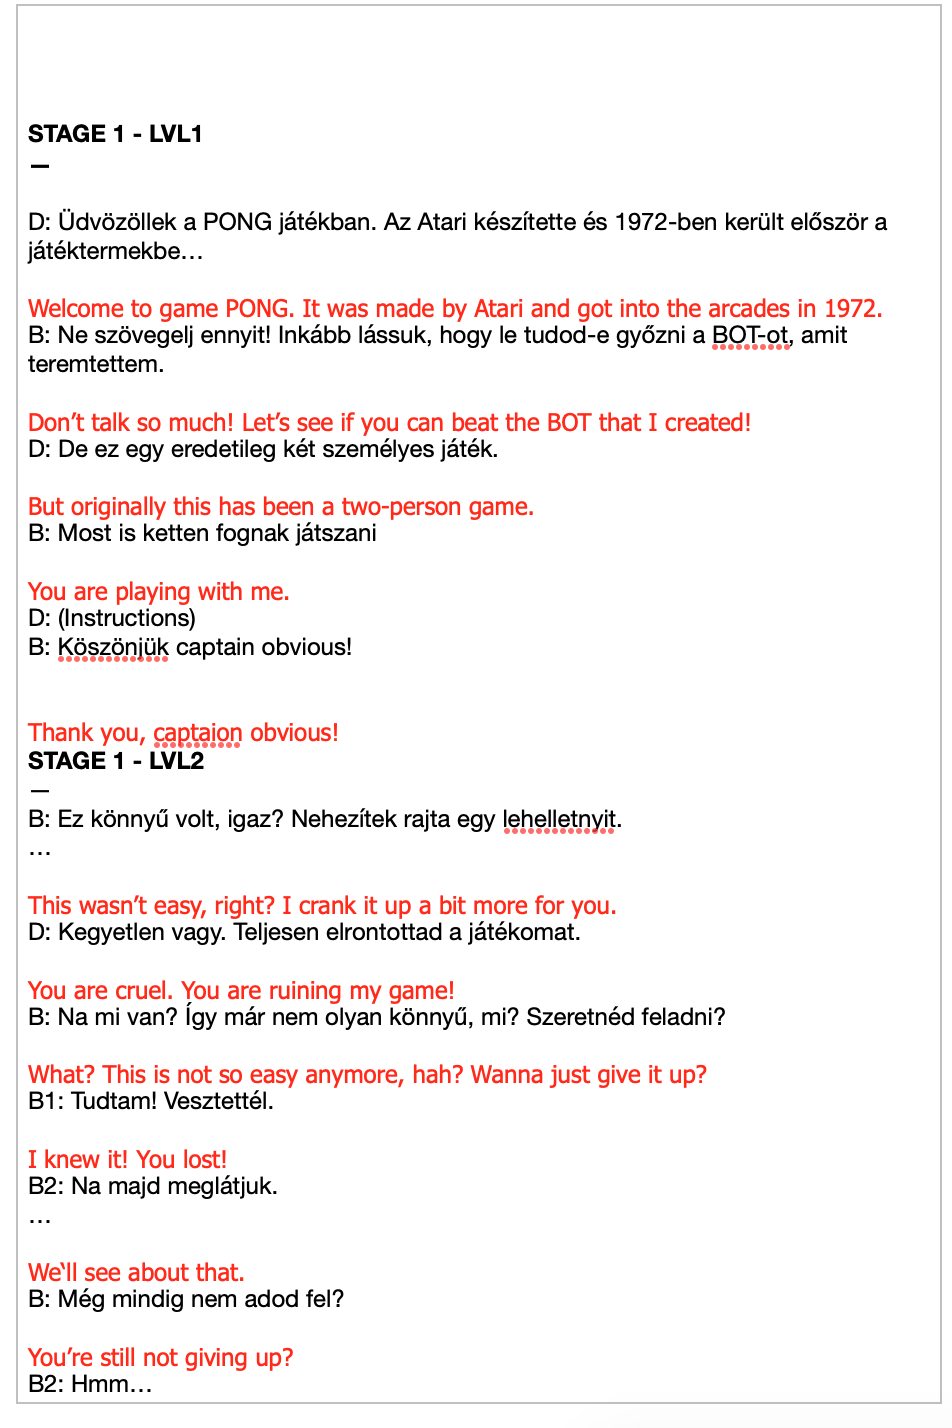 STAGE 1 - LVL1
—
D: Üdvözöllek a PONG játékban. Az Atari készítette és 1972-ben került először a
játéktermekbe…
Welcome to game PONG. It was made by Atari and got into the arcades in 1972.
B: Ne szövegelj ennyit! Inkább lássuk, hogy le tudod-e győzni a BOT-ot, amit
teremtettem.
Don’t talk so much! Let’s see if you can beat the BOT that I created!
D: De ez egy eredetileg két személyes játék.
But originally this has been a two-person game.
B: Most is ketten fognak játszani
You are playing with me.
D: (Instructions)
B: Köszönjük captain obvious!
Thank you, captaion obvious!
STAGE 1 - LVL2
—
B: Ez könnyű volt, igaz? Nehezítek rajta egy lehelletnyit.
…
This wasn’t easy, right? I crank it up a bit more for you.
D: Kegyetlen vagy. Teljesen elrontottad a játékomat.
You are cruel. You are ruining my game!
B: Na mi van? Így már nem olyan könnyű, mi? Szeretnéd feladni?
What? This is not so easy anymore, hah? Wanna just give it up?
B1: Tudtam! Vesztettél.
I knew it! You lost!
B2: Na majd meglátjuk.
…
We‘ll see about that.
B: Még mindig nem adod fel?
You’re still not giving up?
B2: Hmm…